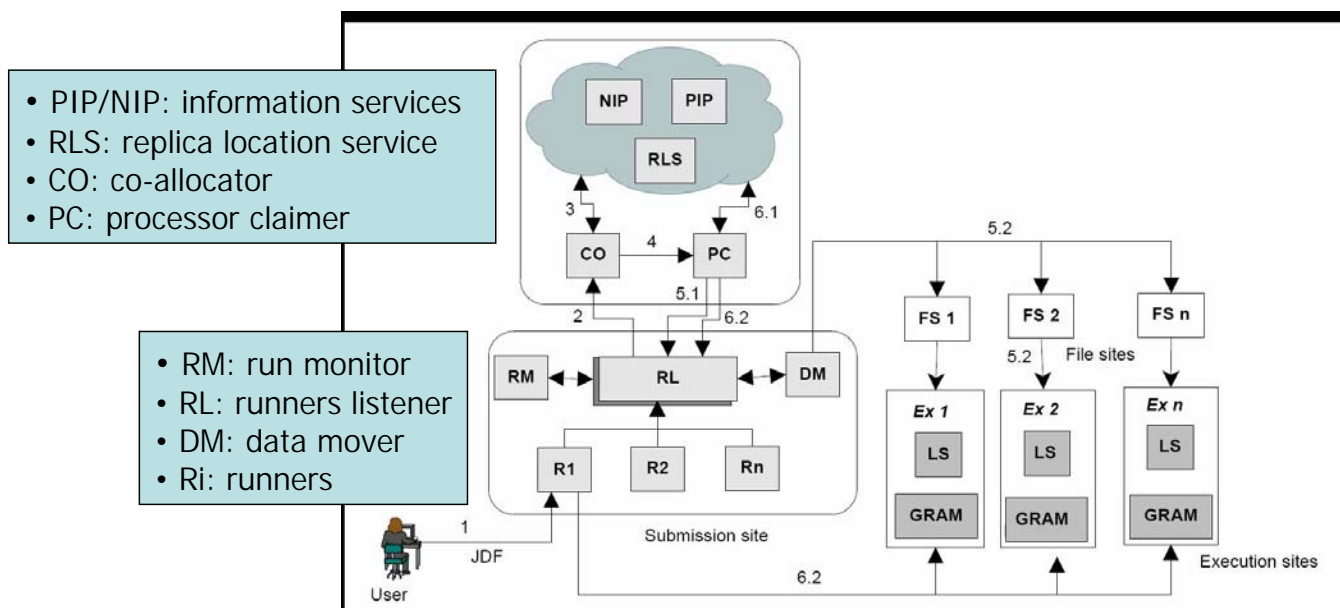 • PIP/NIP: information services
• RLS: replica location service
• CO: co-allocator
• PC: processor claimer
• RM: run monitor
• RL: runners listener
• DM: data mover
• Ri: runners
NIP
PIP
RLS
3
6.1
CO
4
PC
5.2
5.1
2
6.2
FS 1
FS 2
FS n
5.2
File sites
RM
RL
DM
Ex 1
Ex 2
Ex n
LS
LS
LS
R1
R2
Rn
GRAM
GRAM
GRAM
Submission site
1
JDF
User
6.2
Execution sites